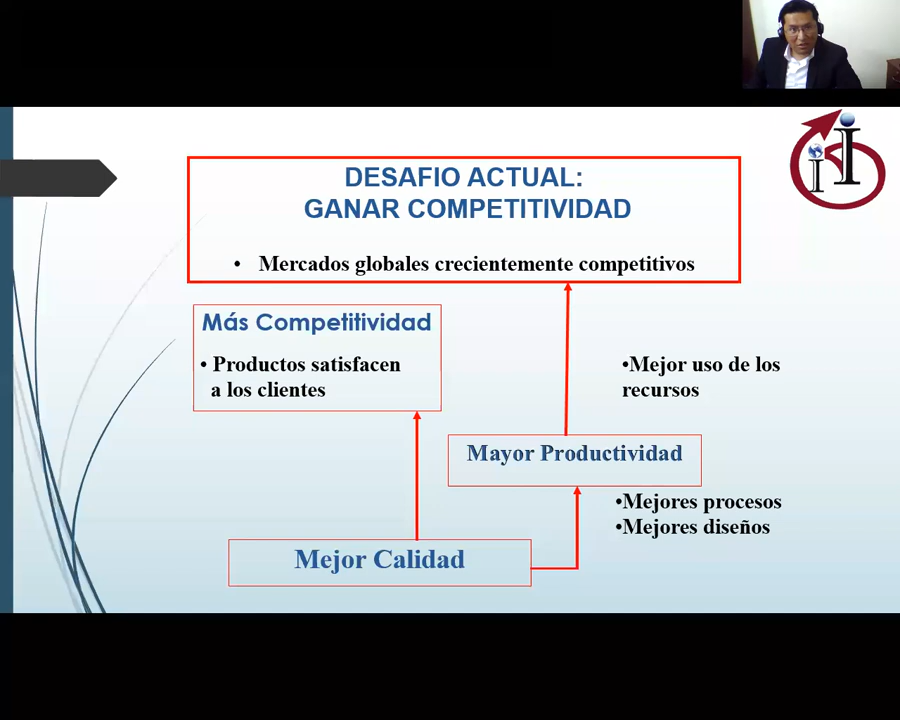 DESAFIO ACTUAL:
GANAR COMPETITIVIDAD
• Mercados globales crecientemente competitivos
Más Competitividad
• Productos satisfacen
a los clientes
•Mejor uso de los
recursos
Mayor Productividad
•Mejores procesos
•Mejores diseños
Mejor Calidad